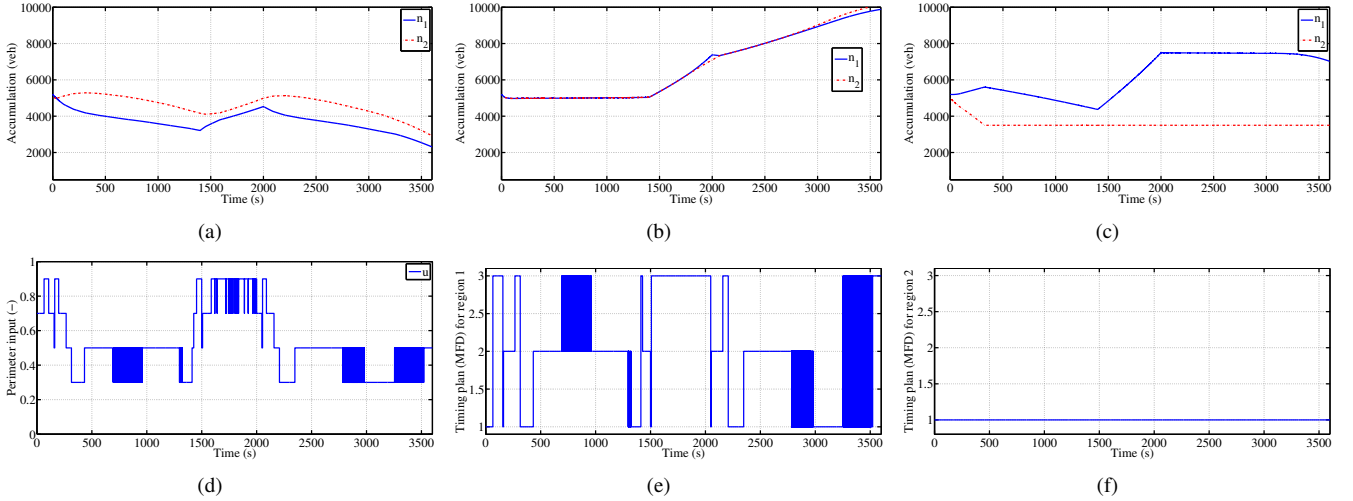 10000
8000
6000
4000
2000
Accumulation (veh)
n1
n2
0 500 1000 1500 2000 2500 3000 3500
Time (s)
(a)
10000
8000
6000
4000
2000
Accumulation (veh)
n1
n2
0 500 1000 1500 2000 2500 3000 3500
Time (s)
(b)
10000
8000
6000
4000
2000
Accumulation (veh)
n1
n2
0 500 1000 1500 2000 2500 3000 3500
Time (s)
(c)
1
0.8
0.6
0.4
0.2
0
Perimeter input (−)
u
0 500 1000 1500 2000 2500 3000 3500
Time (s)
(d)
3
2.5
2
1.5
1
Timing plan (MFD) for region 1
0 500 1000 1500 2000 2500 3000 3500
Time (s)
(e)
3
2.5
2
1.5
1
Timing plan (MFD) for region 2
0 500 1000 1500 2000 2500 3000 3500
Time (s)
(f)